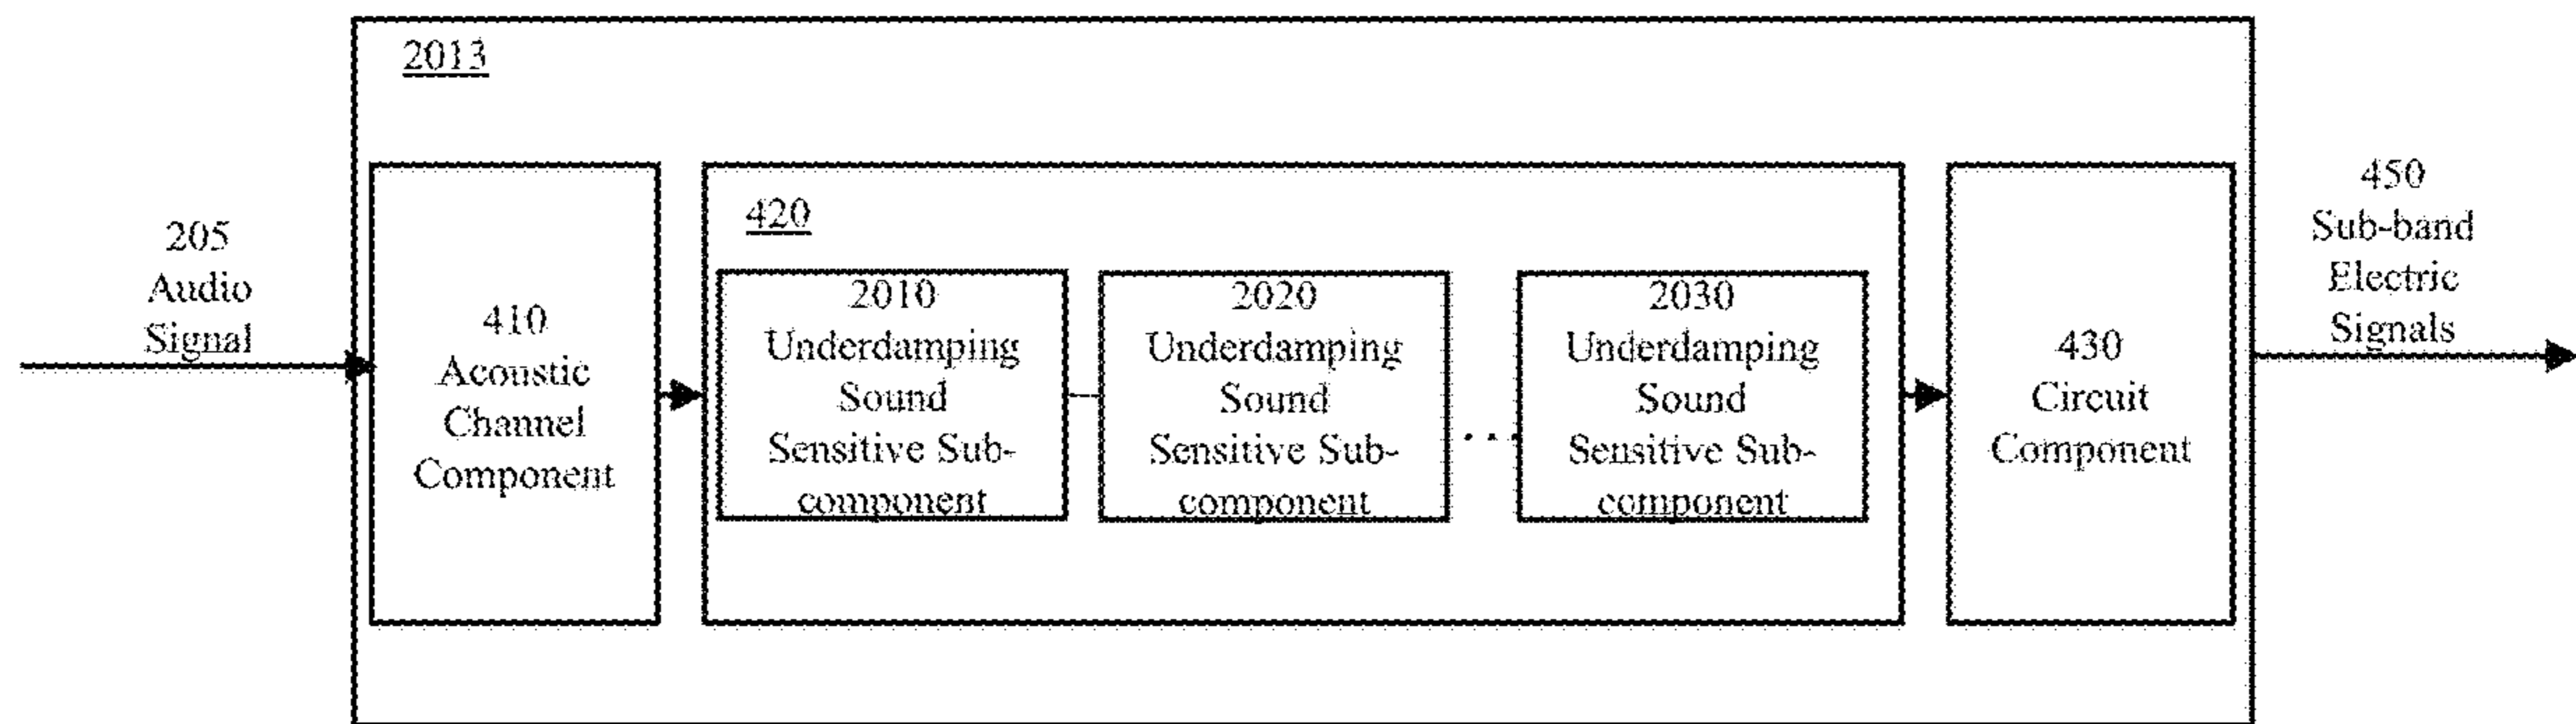 2013
205
Audio
Signal
410
Acoustic
Channel
Component
420
2010
Underdamping
Sound
Sensitive Sub-
component
2020
Underdamping
Sound
Sensitive Sub-
component
...
2030
Underdamping
Sound
Sensitive Sub-
component
430
Circuit
Component
450
Sub-band
Electric
Signals